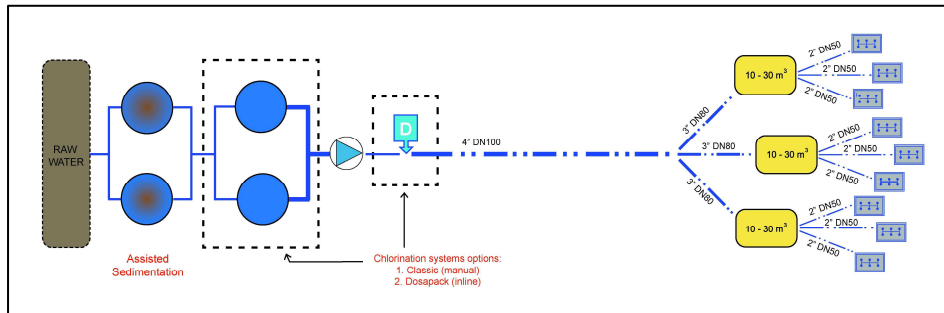 RAW
WATER
Assisted
Sedimentation
Chlorination systems options:
1. Classic (manual)
2. Dosapack (inline)
D
4" DN100
3" DN80
3" DN80
3" DN80
10 - 30 m³
2" DN50
2" DN50
2" DN50
10 - 30 m³
2" DN50
2" DN50
2" DN50
10 - 30 m³
2" DN50
2" DN50
2" DN50